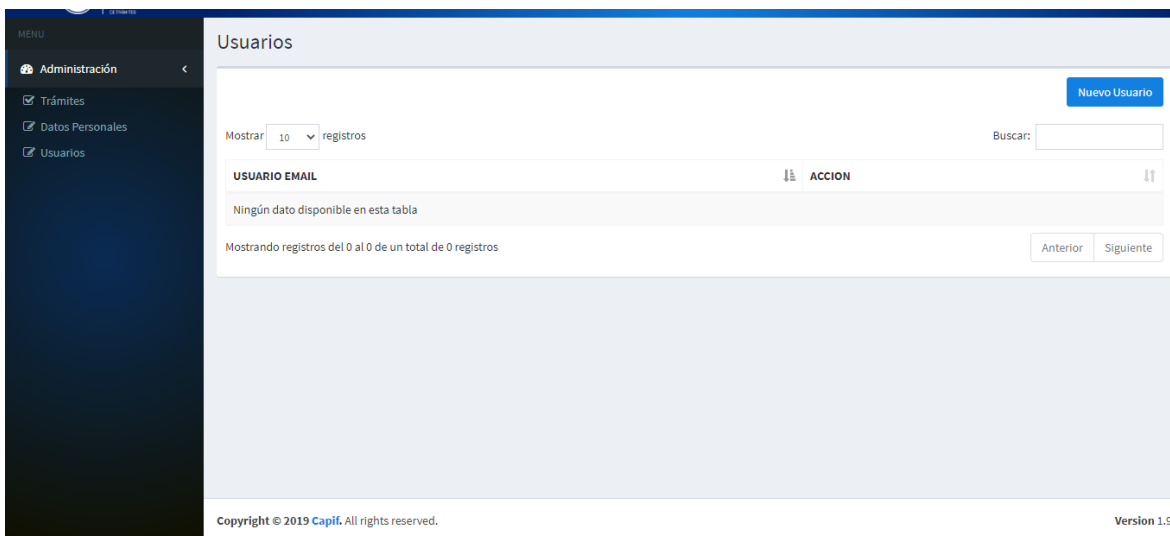 MENU
Administración
Trámites
Datos Personales
Usuarios
Usuarios
Nuevo Usuario
Mostrar 10 registros
Buscar:
USUARIO EMAIL ACCION
Ningún dato disponible en esta tabla
Mostrando registros del 0 al 0 de un total de 0 registros
Anterior Siguiente
Copyright © 2019 Capif. All rights reserved.
Version 1.9